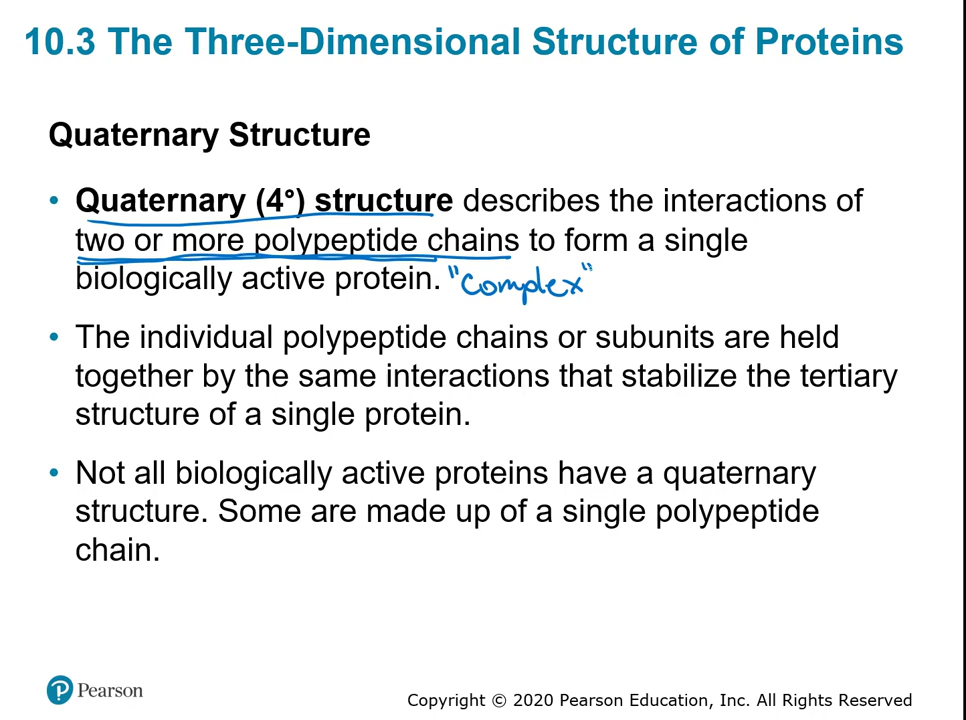 10.3 The Three-Dimensional Structure of Proteins
Quaternary Structure
• Quaternary (4°) structure describes the interactions of
two or more polypeptide chains to form a single
biologically active protein. "Complex"
• The individual polypeptide chains or subunits are held
together by the same interactions that stabilize the tertiary
structure of a single protein.
• Not all biologically active proteins have a quaternary
structure. Some are made up of a single polypeptide
chain.
Pearson
Copyright © 2020 Pearson Education, Inc. All Rights Reserved